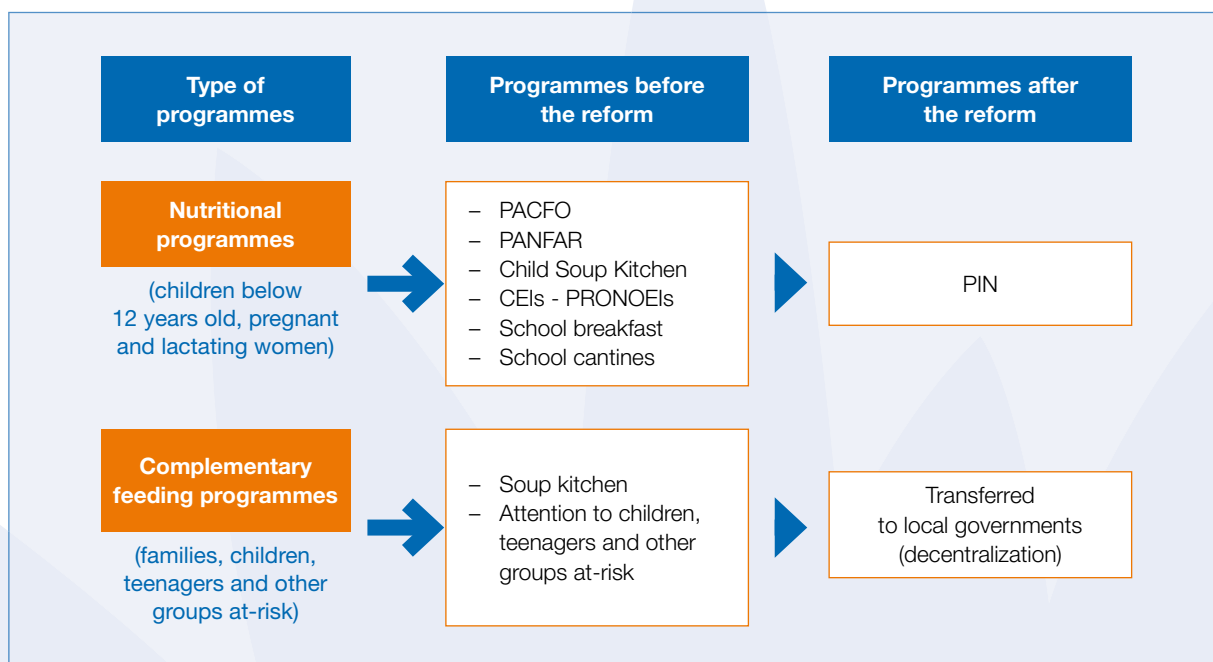 Type of
programmes
Programmes before
the reform
Programmes after
the reform
Nutritional
programmes
(children below
12 years old, pregnant
and lactating women)
– PACFO
– PANFAR
– Child Soup Kitchen
– CEIs - PRONOEIs
– School breakfast
– School cantines
PIN
Complementary
feeding programmes
(families, children,
teenagers and other
groups at-risk)
– Soup kitchen
– Attention to children,
teenagers and other
groups at-risk
Transferred
to local governments
(decentralization)